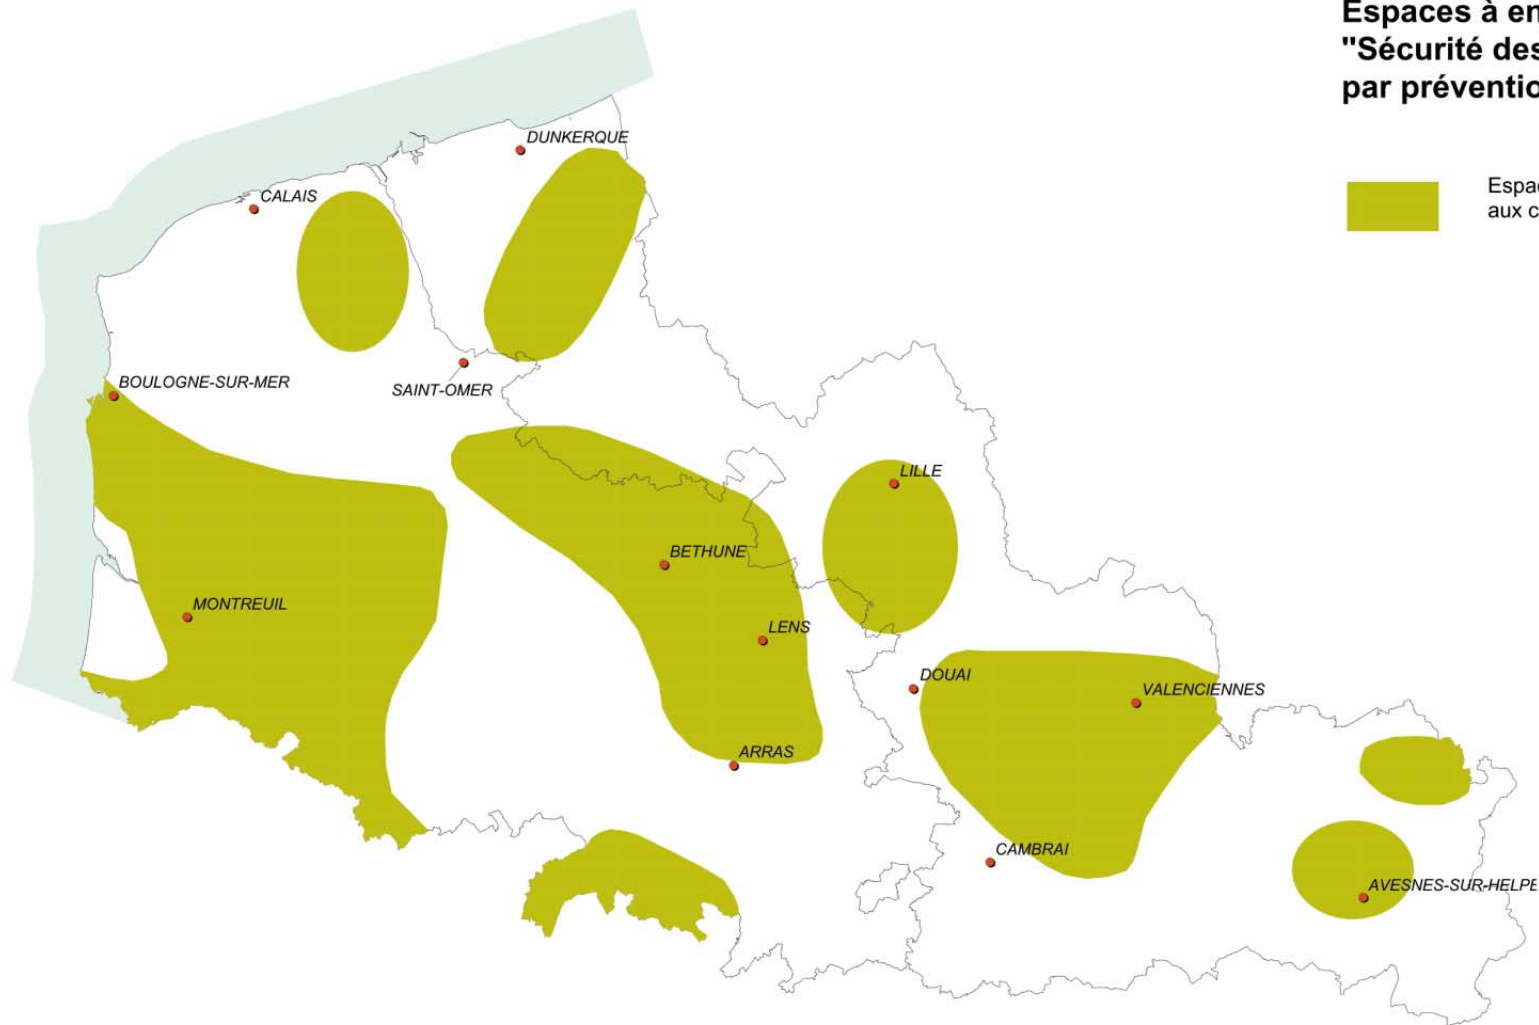 Espaces à en
"Sécurité des
par préventio
Espac
aux c
DUNKERQUE
CALAIS
BOULOGNE-SUR-MER
SAINT-OMER
LILLE
BETHUNE
MONTREUIL
LENS
DOUAI
VALENCIENNES
ARRAS
CAMBRAI
AVESNES-SUR-HELPE